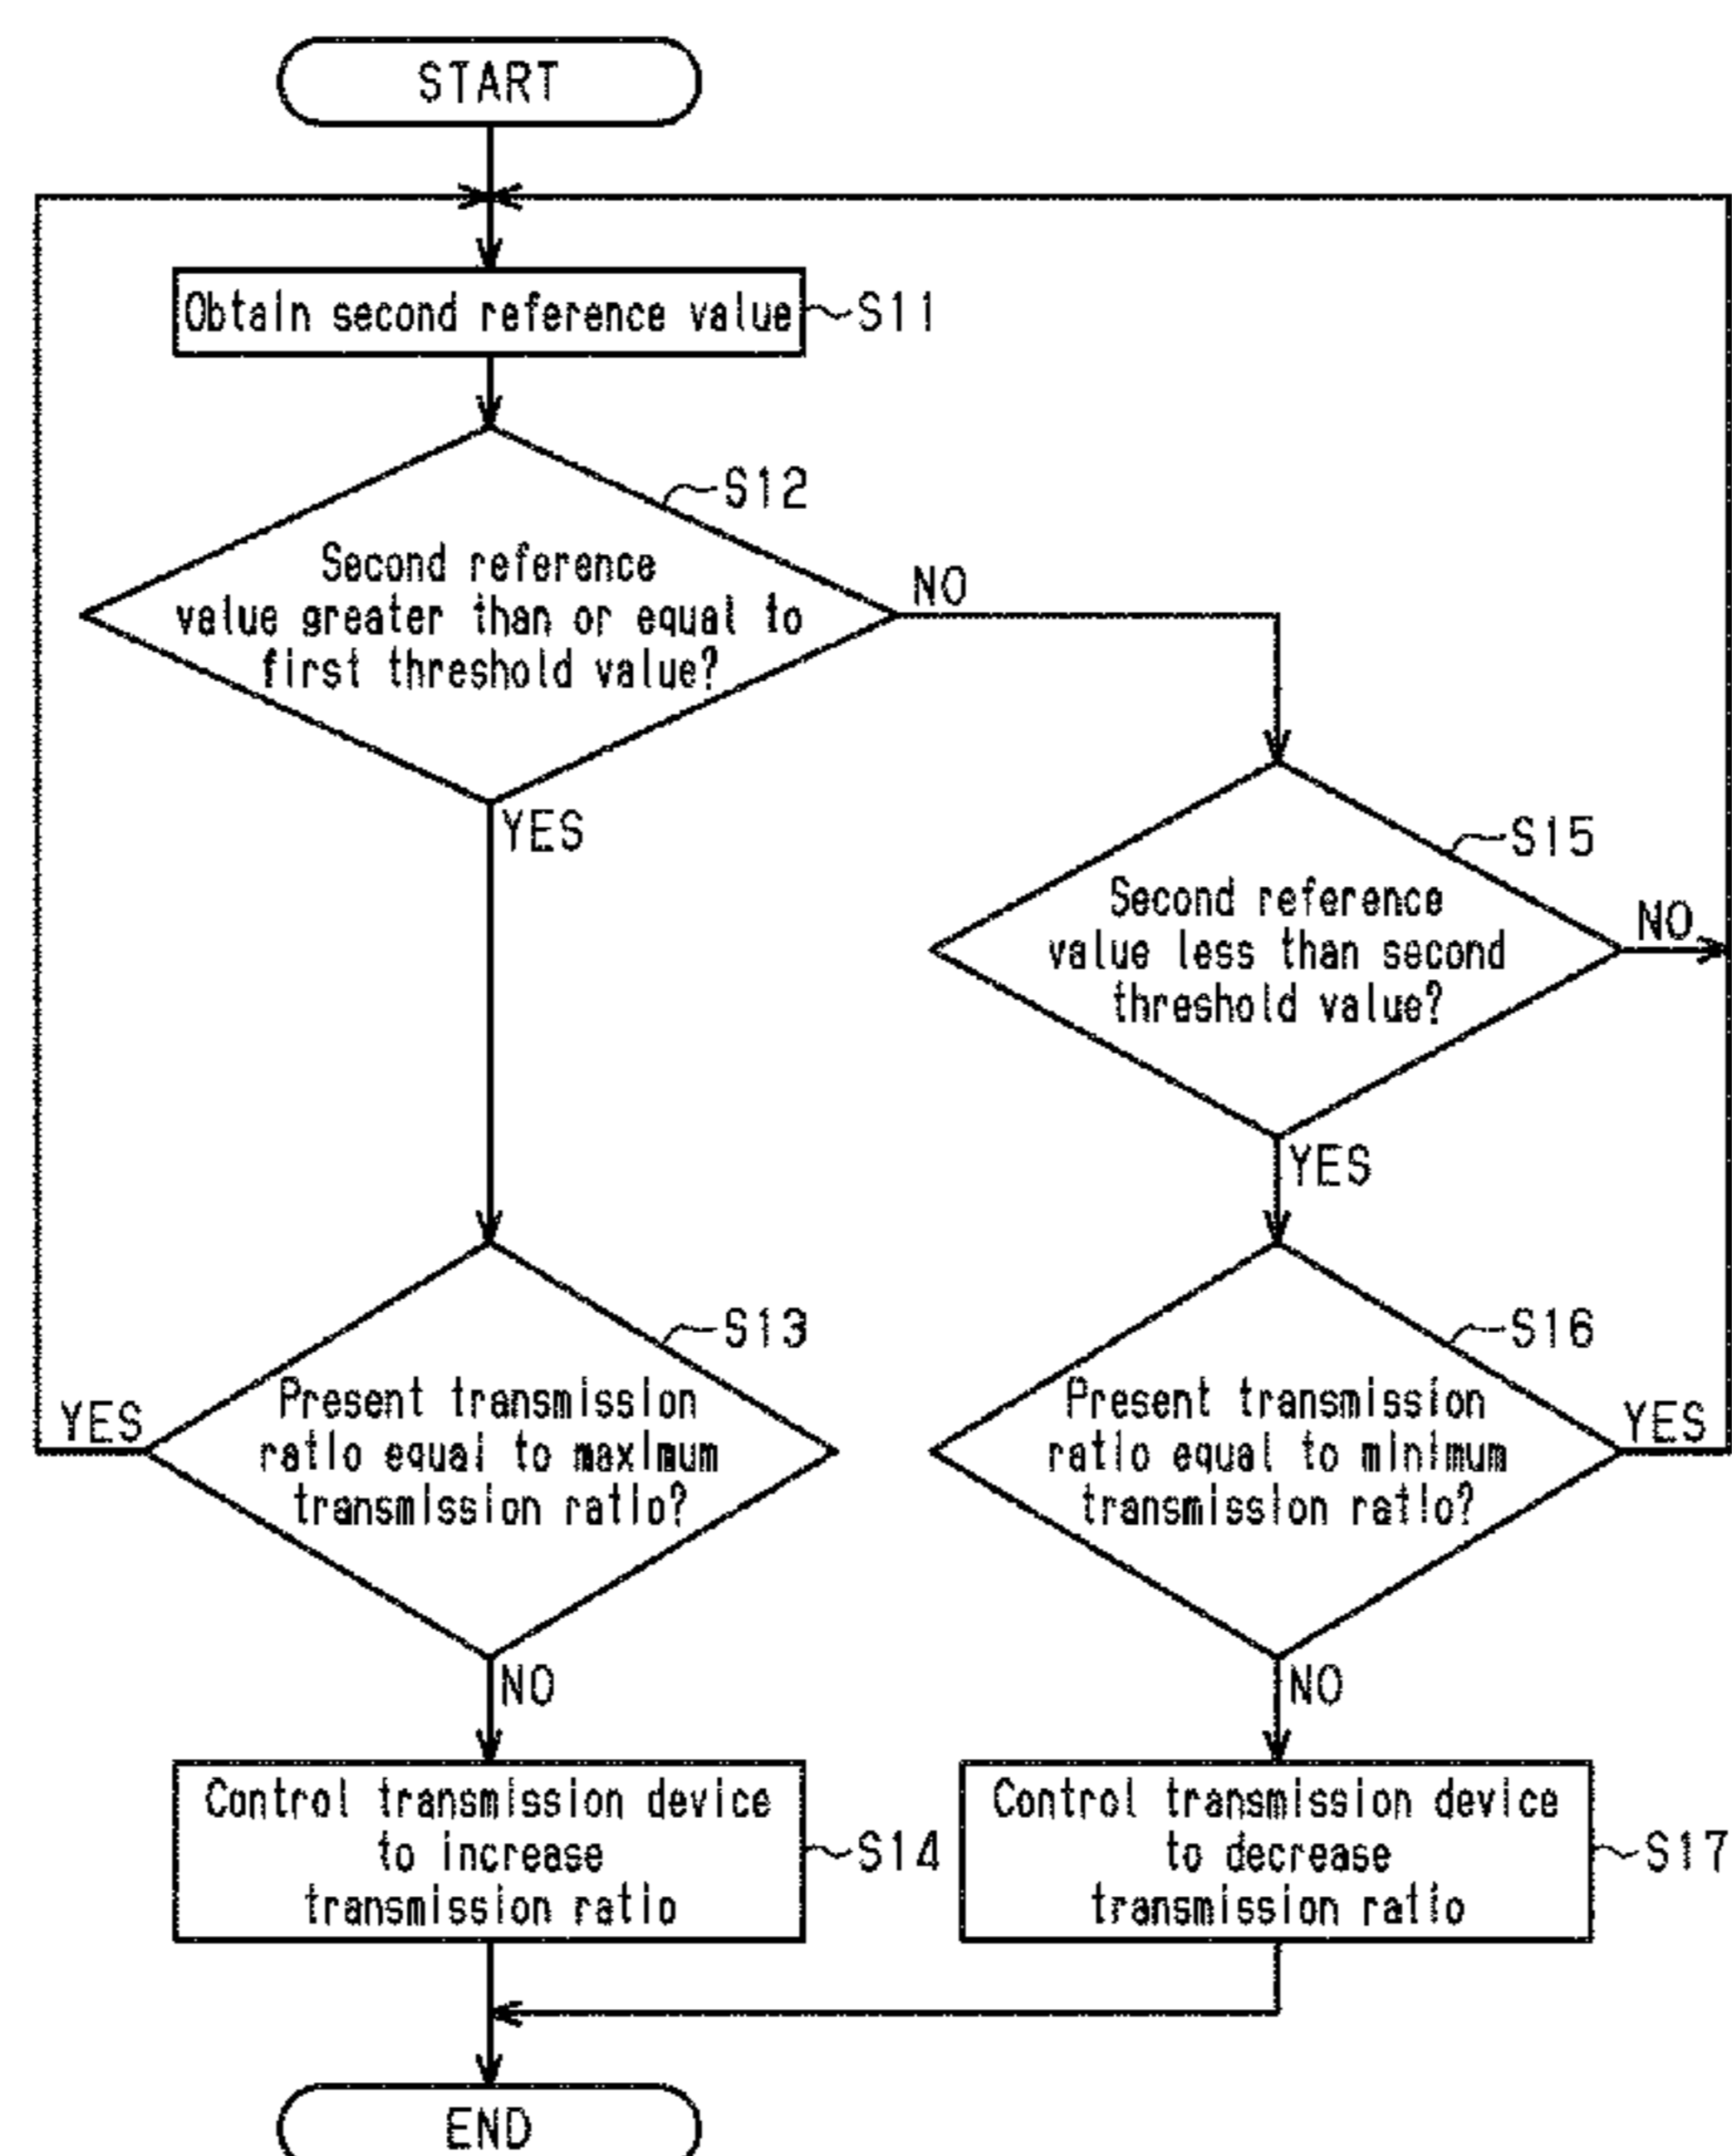 START
Obtain second reference value
S11
S12
Second reference
value greater than or equal to
first threshold value?
NO
YES
S15
Second reference
value less than second
threshold value?
NO
YES
S13
Present transmission
ratio equal to maximum
transmission ratio?
YES
NO
S16
Present transmission
ratio equal to minimum
transmission ratio?
YES
NO
Control transmission device
to increase
transmission ratio
S14
Control transmission device
to decrease
transmission ratio
S17
END